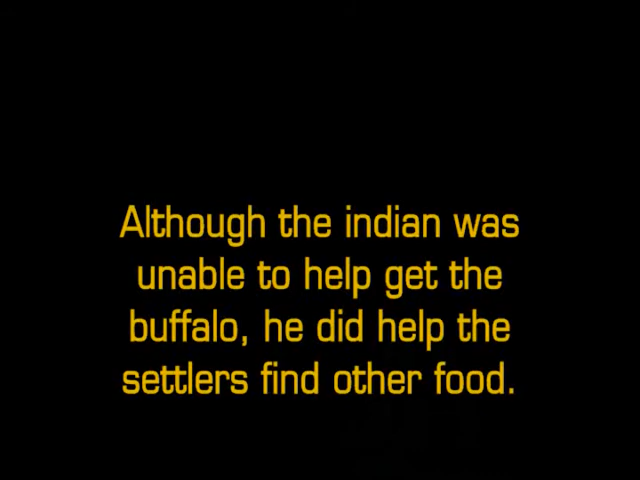 Although the indian was
unable to help get the
buffalo, he did help the
settlers find other food.